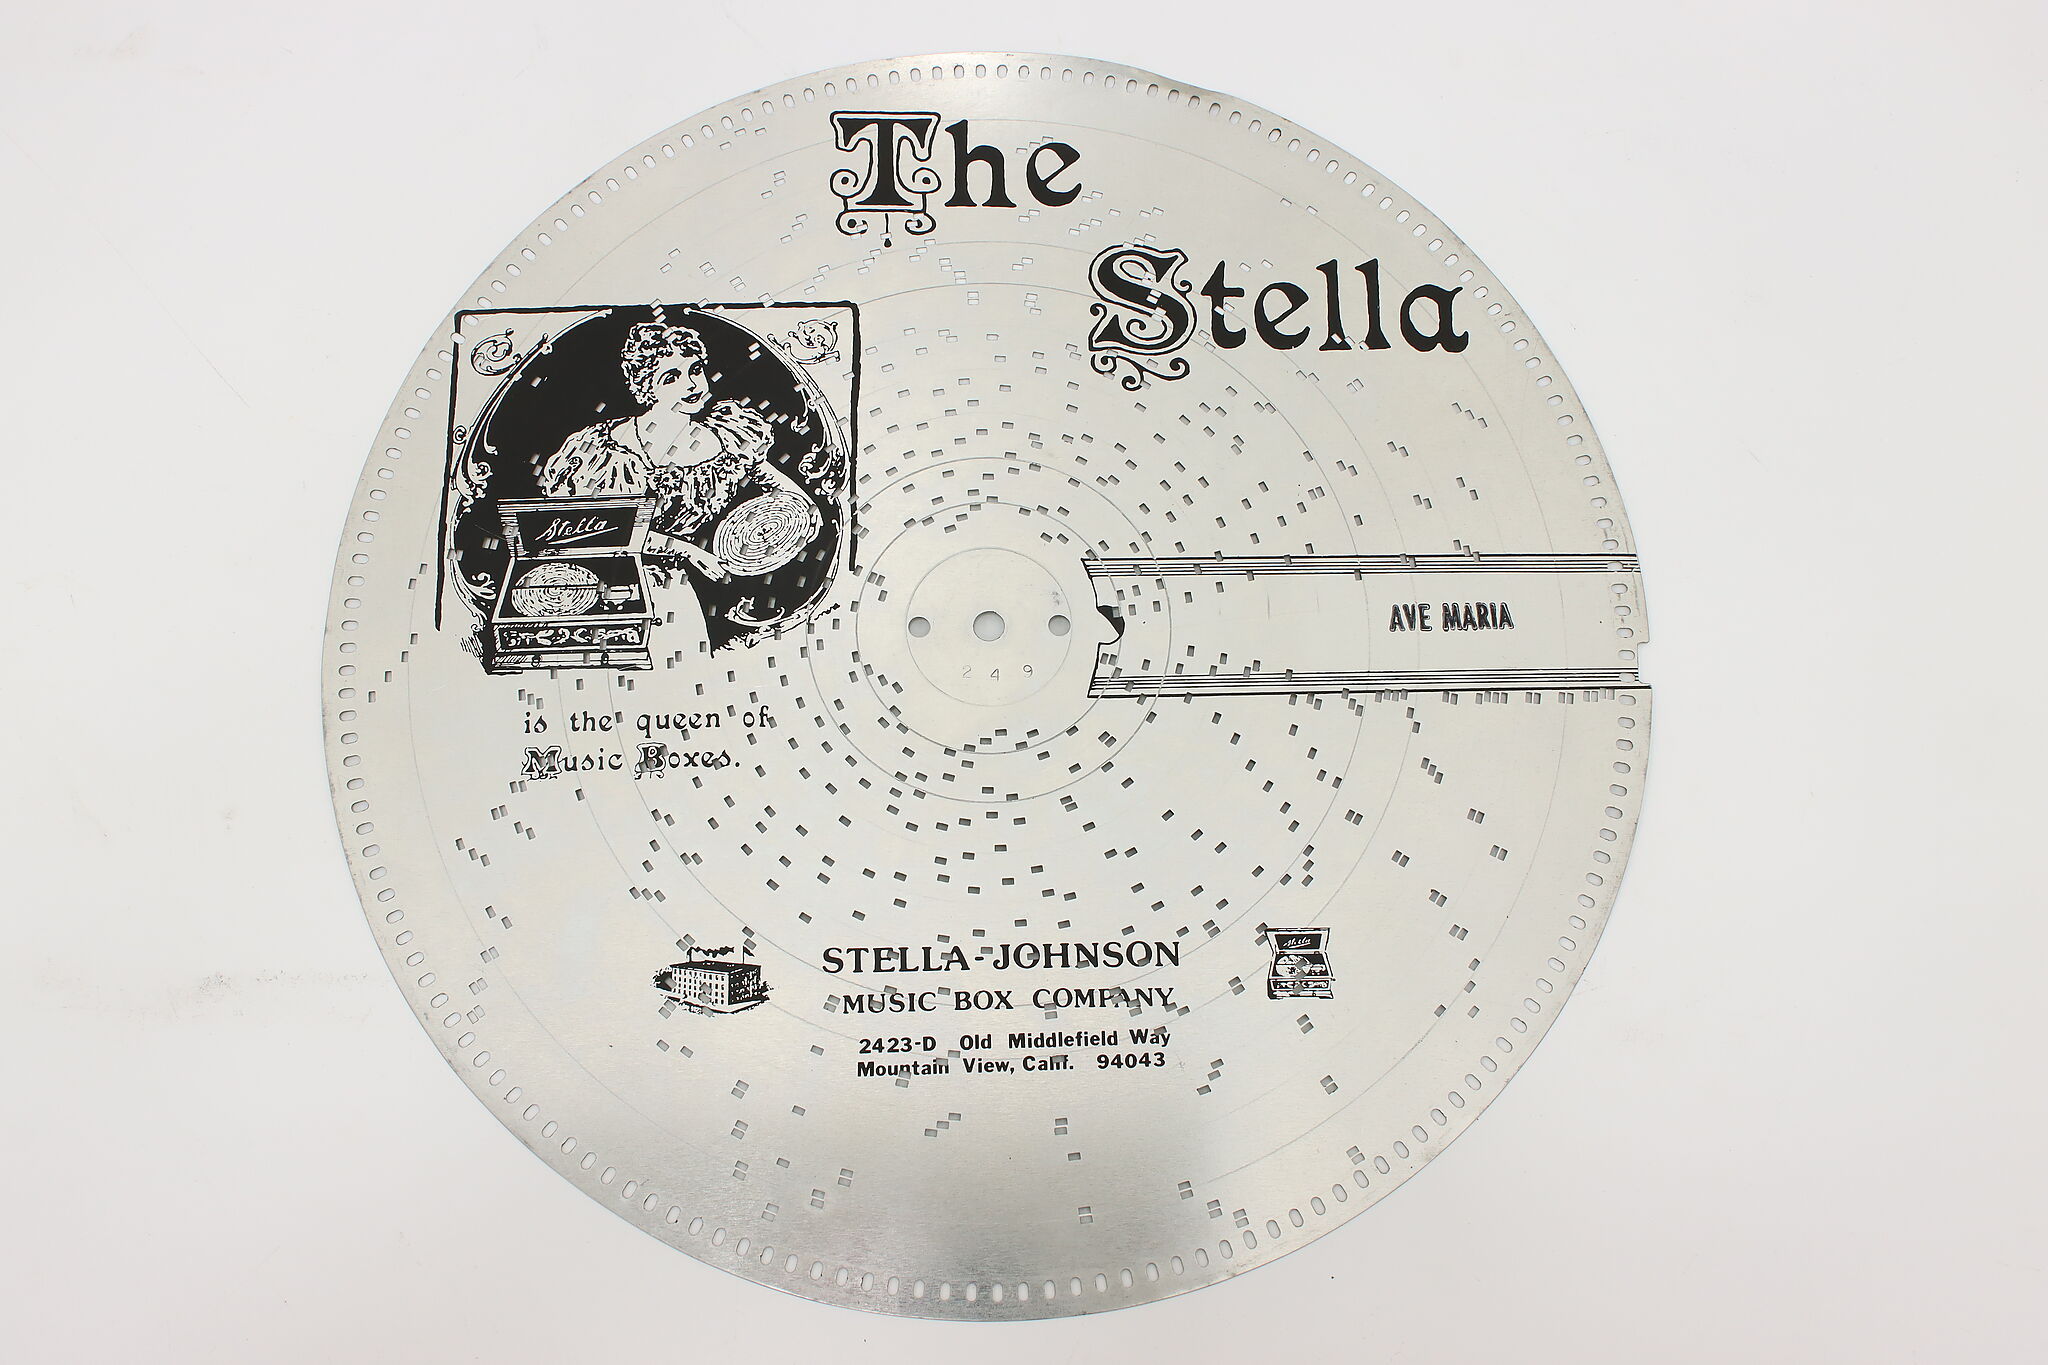 The
Stella
Stella
is the queen of
Music Boxes.
AVE MARIA
249
STELLA-JOHNSON
MUSIC BOX COMPANY
2423-D Old Middlefield Way
Mountain View, Calif. 94043
Stella